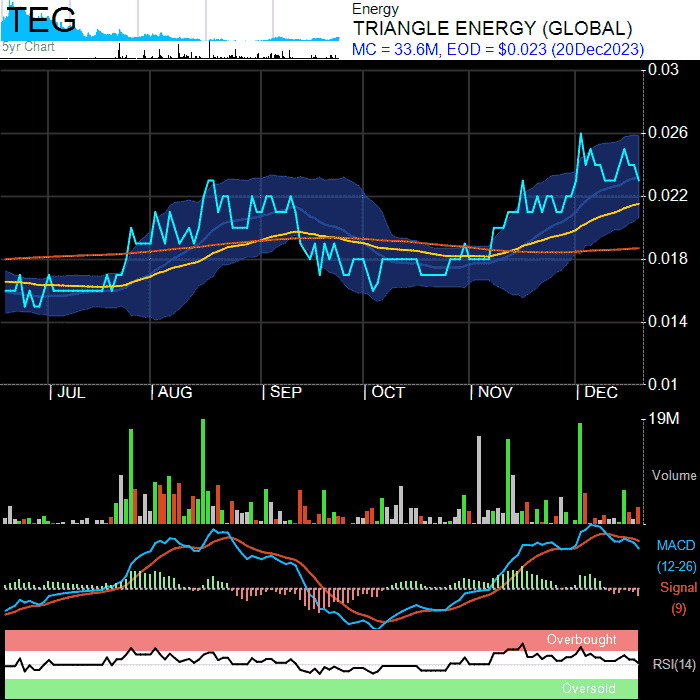 TEG
5yr Chart
Energy
TRIANGLE ENERGY (GLOBAL)
MC = 33.6M, EOD = $0.023 (20Dec2023)
0.03
0.026
0.022
0.018
0.014
0.01
JUL
AUG
SEP
OCT
NOV
DEC
19M
Volume
MACD
(12-26)
Signal
(9)
Overbought
RSI(14)
Oversold